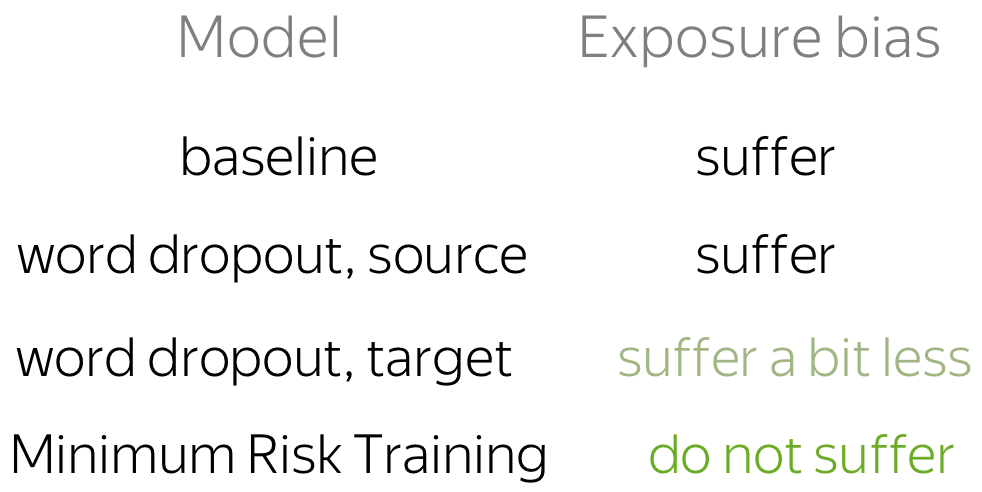 Model Exposure bias
baseline suffer
word dropout, source suffer
word dropout, target suffer a bit less
Minimum Risk Training do not suffer